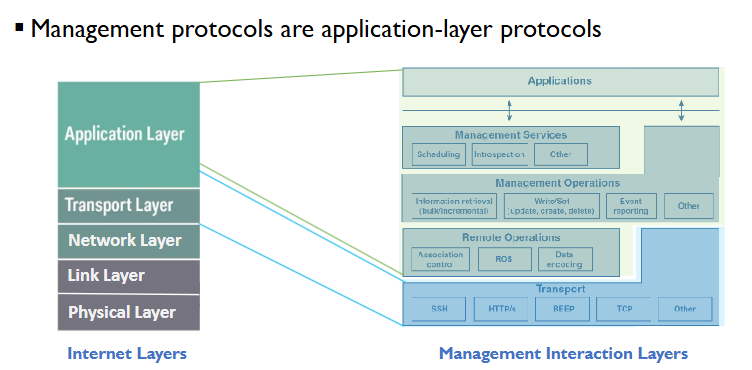 ▪ Management protocols are application-layer protocols
Application Layer
Transport Layer
Network Layer
Link Layer
Physical Layer
Internet Layers
Applications
Management Services
Scheduling
Introspection
Other
Management Operations
Information retrieval
(bulk/incremental)
Write/Set
(update, create, delete)
Event
reporting
Other
Remote Operations
Association
control
ROS
Data
encoding
Transport
SSH
HTTP/s
BEEP
TCP
Other
Management Interaction Layers